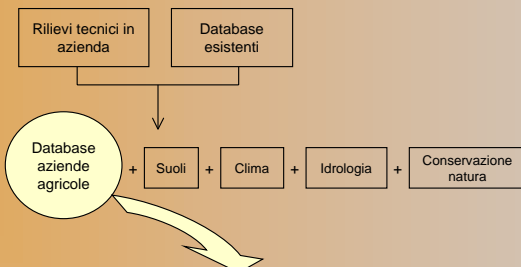 Rilievi tecnici in
azienda
Database
esistenti
Database
aziende
agricole
+
Suoli
+
Clima
+
Idrologia
+
Conservazione
natura